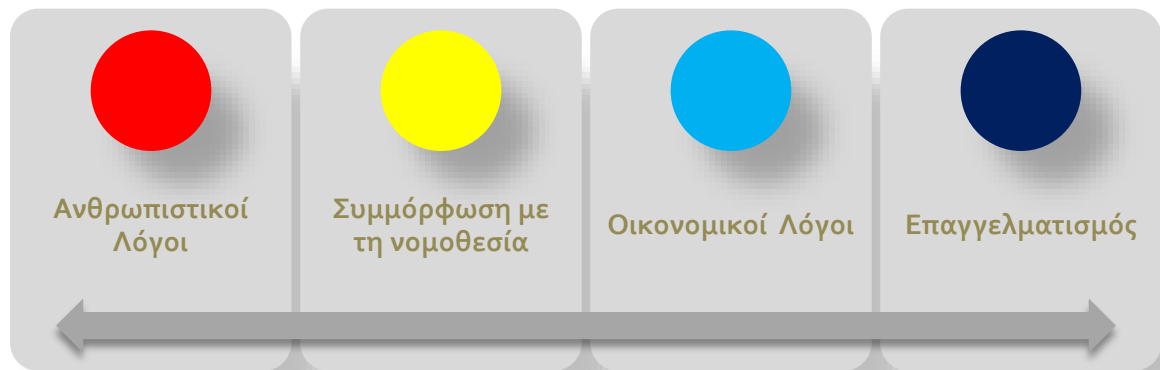 Ανθρωπιστικοί
Λόγοι
Συμμόρφωση με
τη νομοθεσία
Οικονομικοί Λόγοι
Επαγγελματισμός